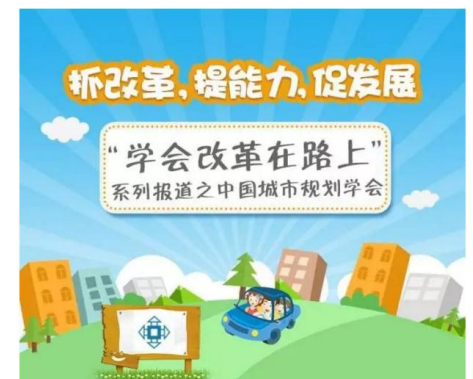 抓改革,提能力,促发展
“学会改革在路上”
系列报道之中国城市规划学会